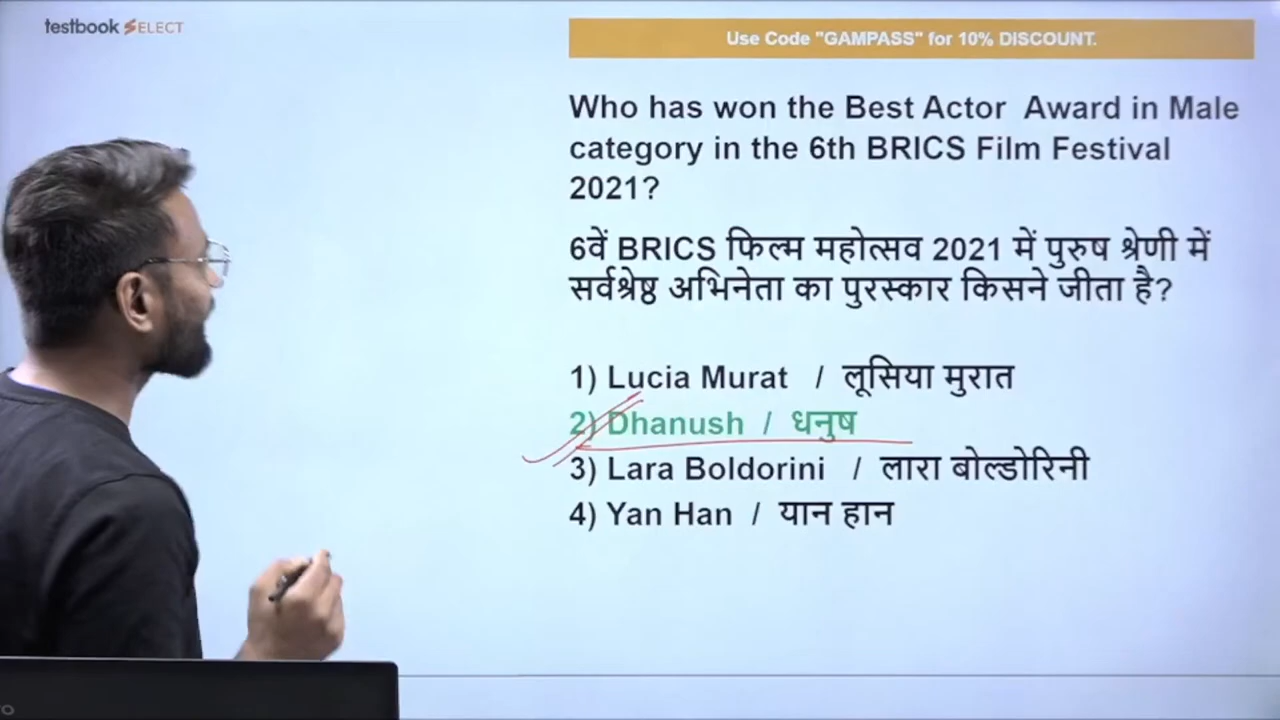 testbook SELECT
Use Code "GAMPASS" for 10% DISCOUNT.
Who has won the Best Actor Award in Male
category in the 6th BRICS Film Festival
2021?
6वें BRICS फिल्म महोत्सव 2021 में पुरुष श्रेणी में
सर्वश्रेष्ठ अभिनेता का पुरस्कार किसने जीता है?
1) Lucia Murat / लूसिया मुरात
2) Dhanush / धनुष
3) Lara Boldorini / लारा बोल्डोरिनी
4) Yan Han / यान हान